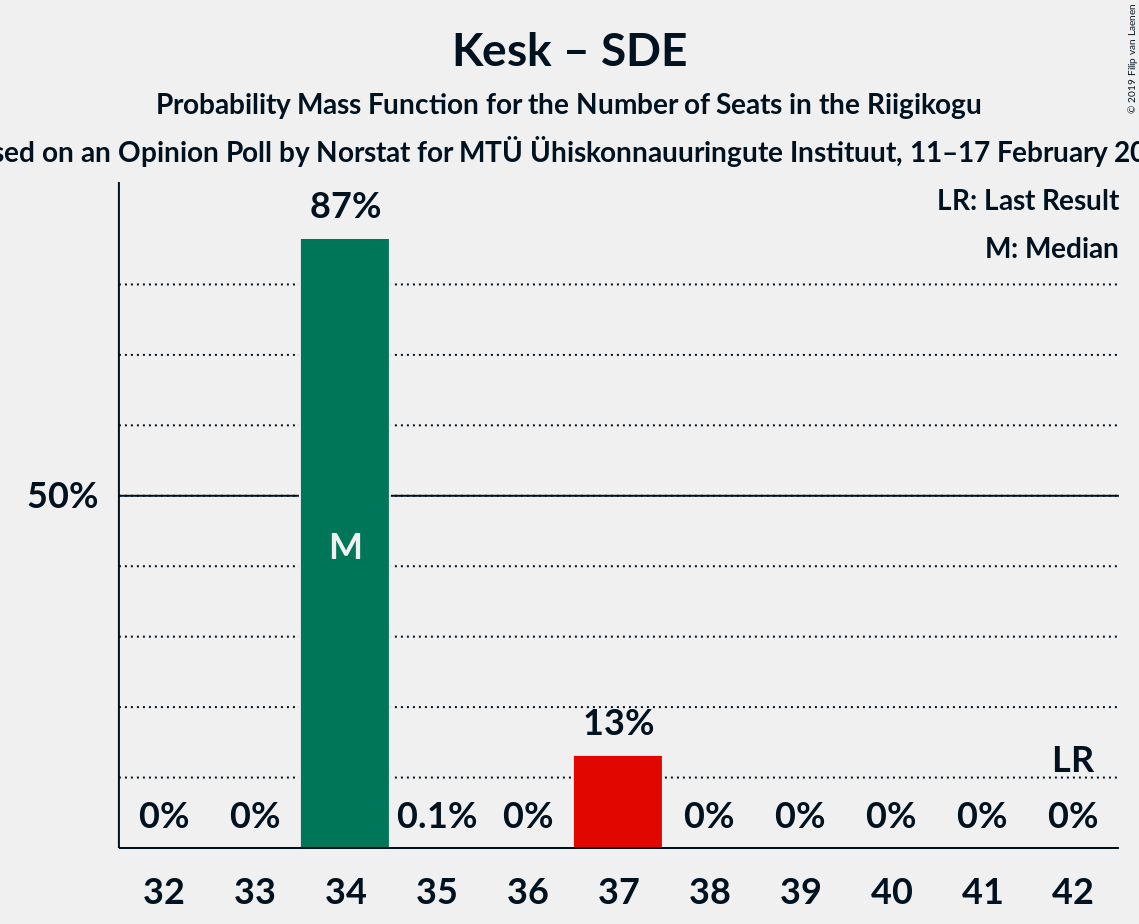 Kesk – SDE
Probability Mass Function for the Number of Seats in the Riigikogu
on an Opinion Poll by Norstat for MTÜ Ühiskonnauuringute Instituut, 11–17 February
© 2019 Filip van Laenen
LR: Last Result
M: Median
87%
50%
M
13%
LR
0% 0% 0.1% 0% 0% 0% 0% 0% 0%
32 33 34 35 36 37 38 39 40 41 42